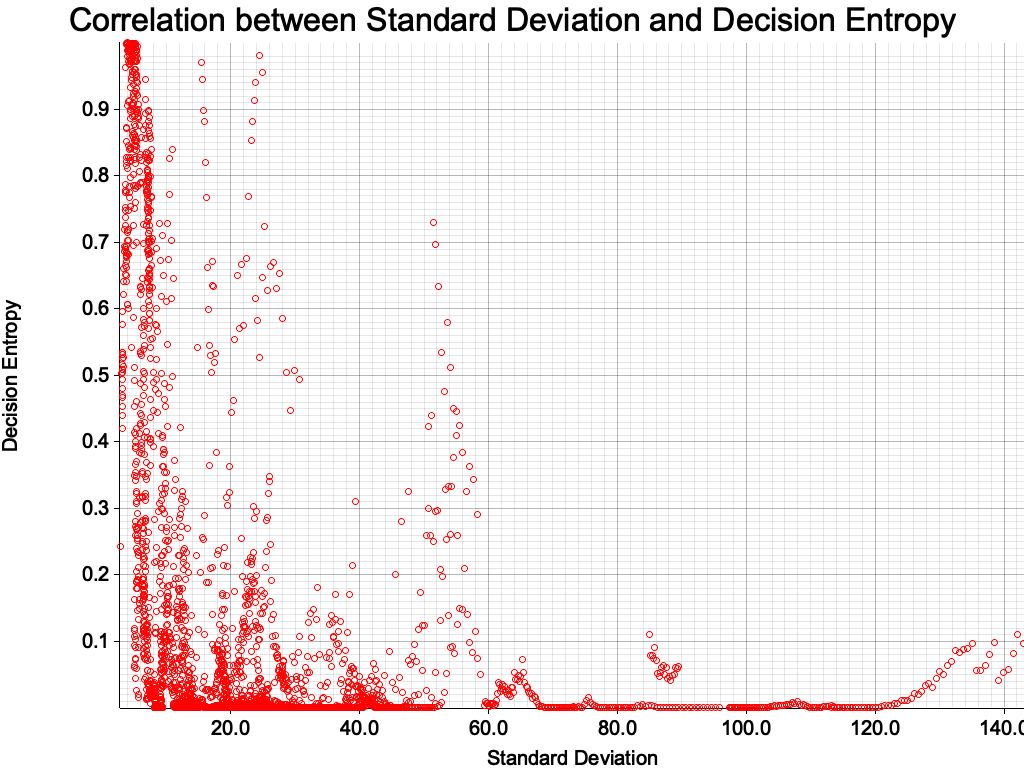 Correlation between Standard Deviation and Decision Entropy
0.9
0.8
0.7
0.6
0.5
0.4
0.3
0.2
0.1
Decision Entropy
20.0 40.0 60.0 80.0 100.0 120.0 140.0
Standard Deviation